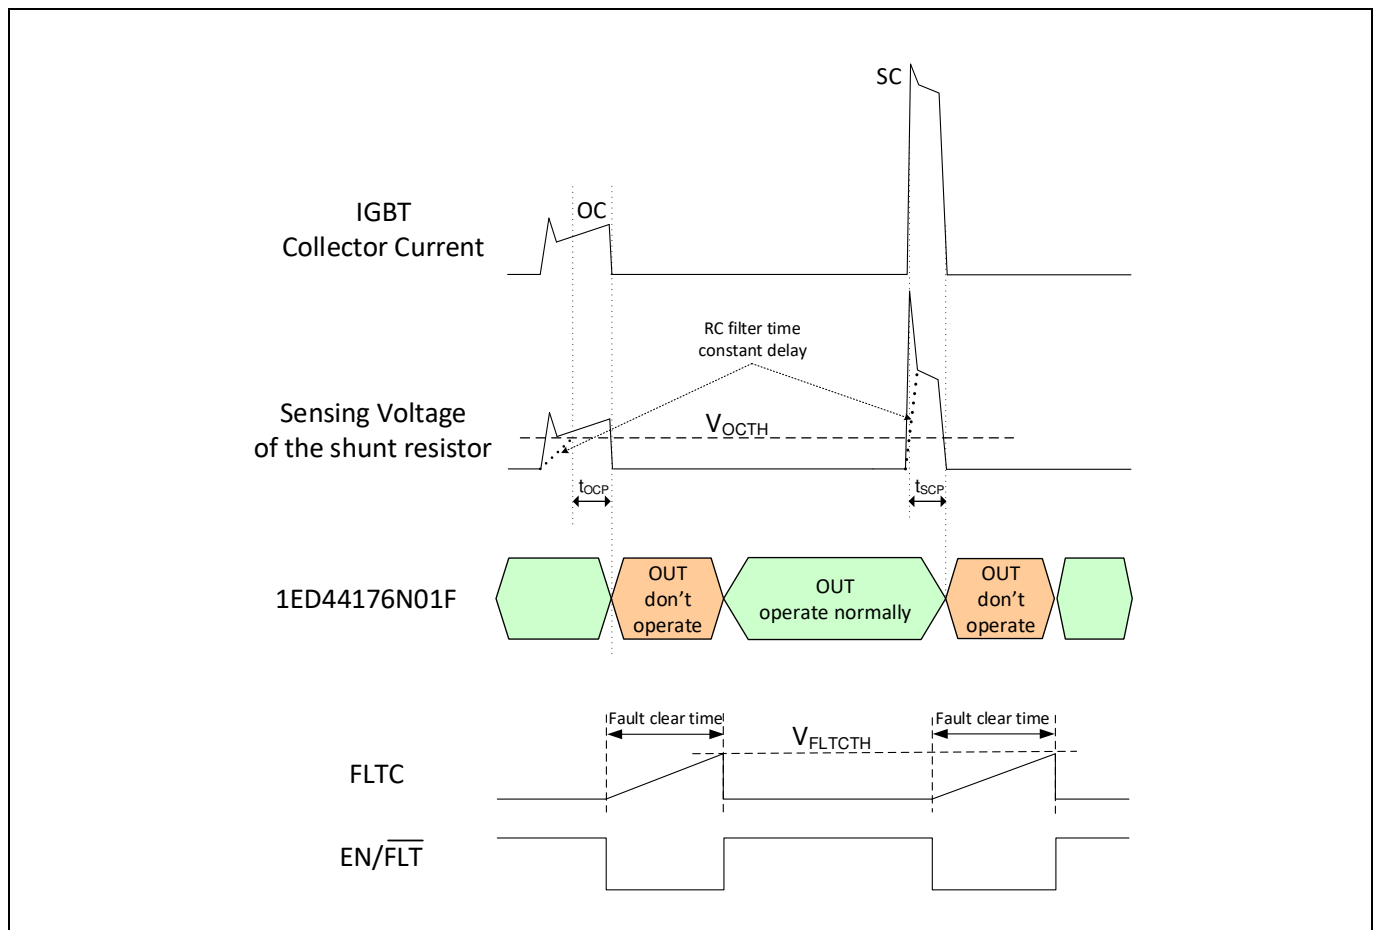 SC
IGBT
Collector Current
OC
RC filter time
constant delay
Sensing Voltage
of the shunt resistor
VOCTH
tOCP
tSCP
1ED44176N01F
OUT
don't
operate
OUT
operate normally
OUT
don't
operate
Fault clear time
Fault clear time
VFLTCTH
FLTC
EN/FLT